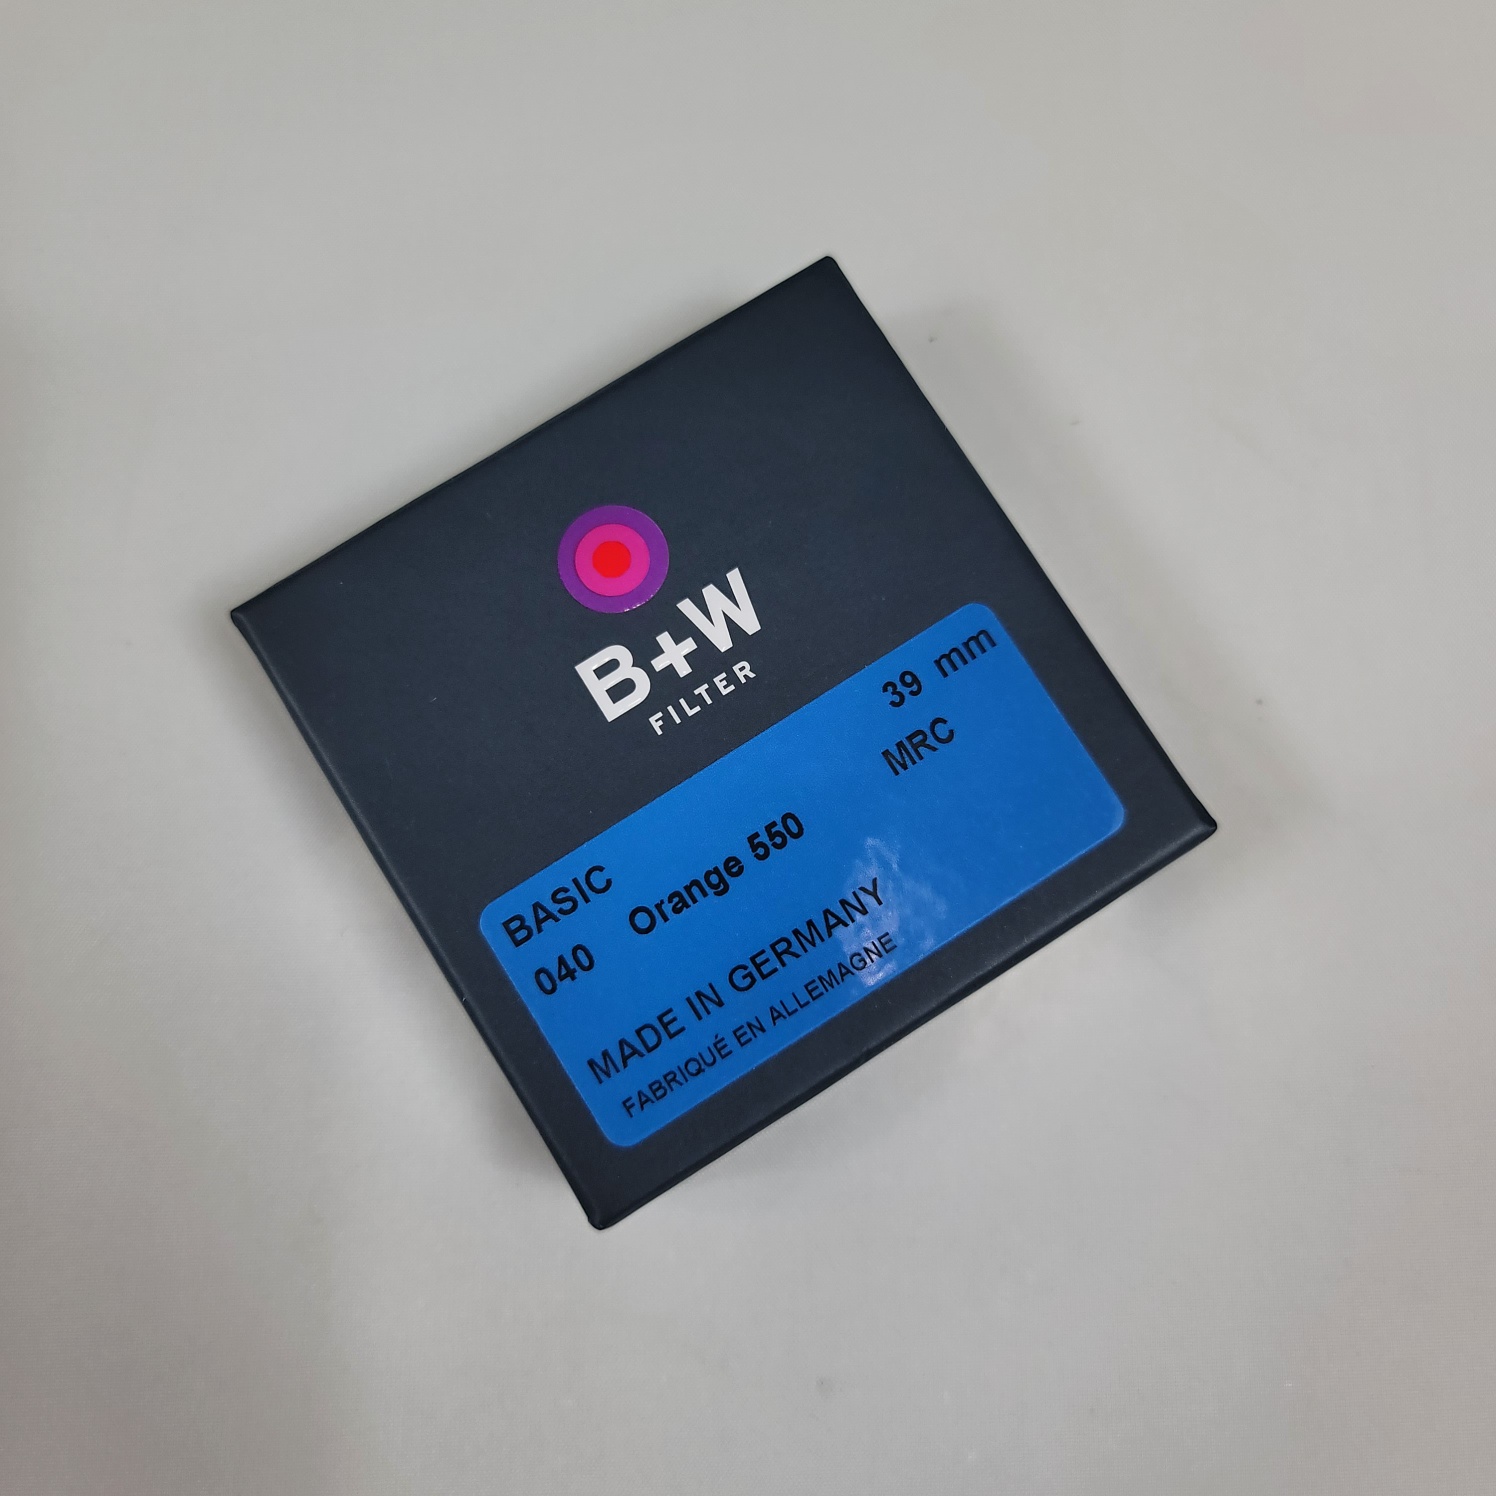 B+W
FILTER
BASIC 39 mm
040 Orange 550 MRC
MADE IN GERMANY
FABRIQUÉ EN ALLEMAGNE